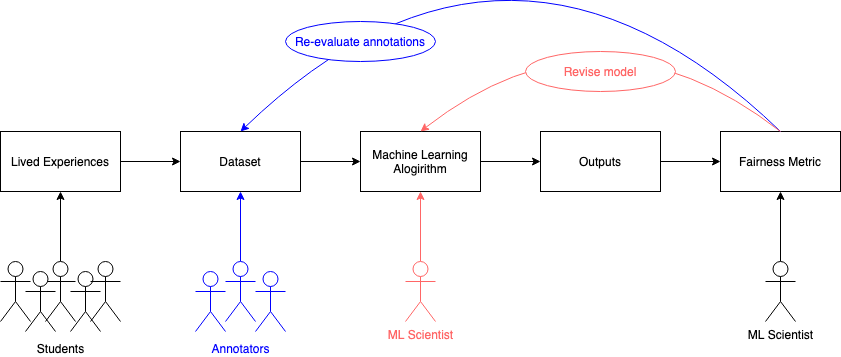 Re-evaluate annotations
Revise model
Lived Experiences
Dataset
Machine Learning
Alogirithm
Outputs
Fairness Metric
Students
Annotators
ML Scientist
ML Scientist